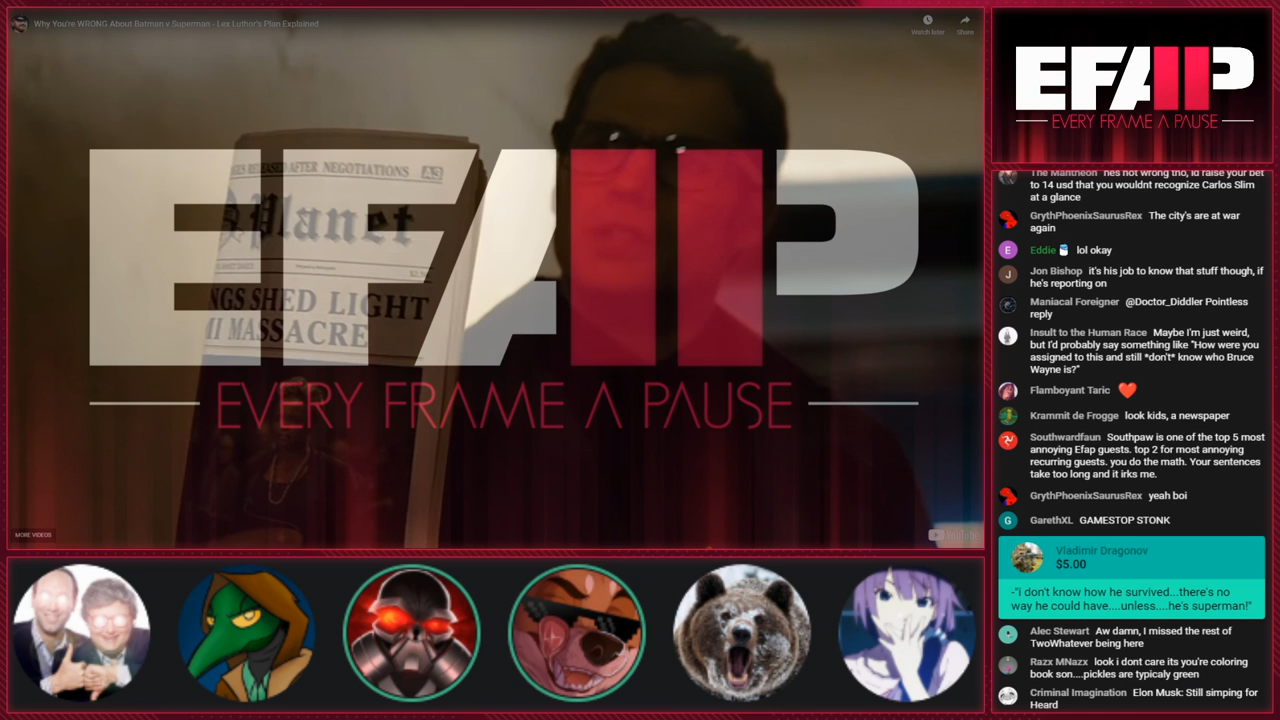 Why You're WRONG About Batman v Superman - Lex Luthor's Plan Explained
Watch later
Share
RELEASED AFTER NEGOTIATIONS
A3
Planet
NGS SHED LIGHT
MI MASSACRE
EFAP
EVERY FRAME A PAUSE
MORE VIDEOS
YouTube
EFAP
EVERY FRAME A PAUSE
The Mantheon hes not wrong tho, id raise your bet
to 14 usd that you wouldnt recognize Carlos Slim
at a glance
GrythPhoenixSaurusRex The city's are at war
again
E
Eddie lol okay
J
Jon Bishop it's his job to know that stuff though, if
he's reporting on
Maniacal Foreigner @Doctor_Diddler Pointless
reply
Insult to the Human Race Maybe I'm just weird,
but I'd probably say something like "How were you
assigned to this and still *don't* know who Bruce
Wayne is?"
Flamboyant Taric ❤️
Krammit de Frogge look kids, a newspaper
Southwardfaun Southpaw is one of the top 5 most
annoying Efap guests. top 2 for most annoying
recurring guests. you do the math. Your sentences
take too long and it irks me.
GrythPhoenixSaurusRex yeah boi
G
GarethXL GAMESTOP STONK
Vladimir Dragonov
$5.00
-"i don't know how he survived...there's no
way he could have....unless....he's superman!"
Alec Stewart Aw damn, I missed the rest of
TwoWhatever being here
Razx MNazx look i dont care its you're coloring
book son....pickles are typicaly green
Criminal Imagination Elon Musk: Still simping for
Heard